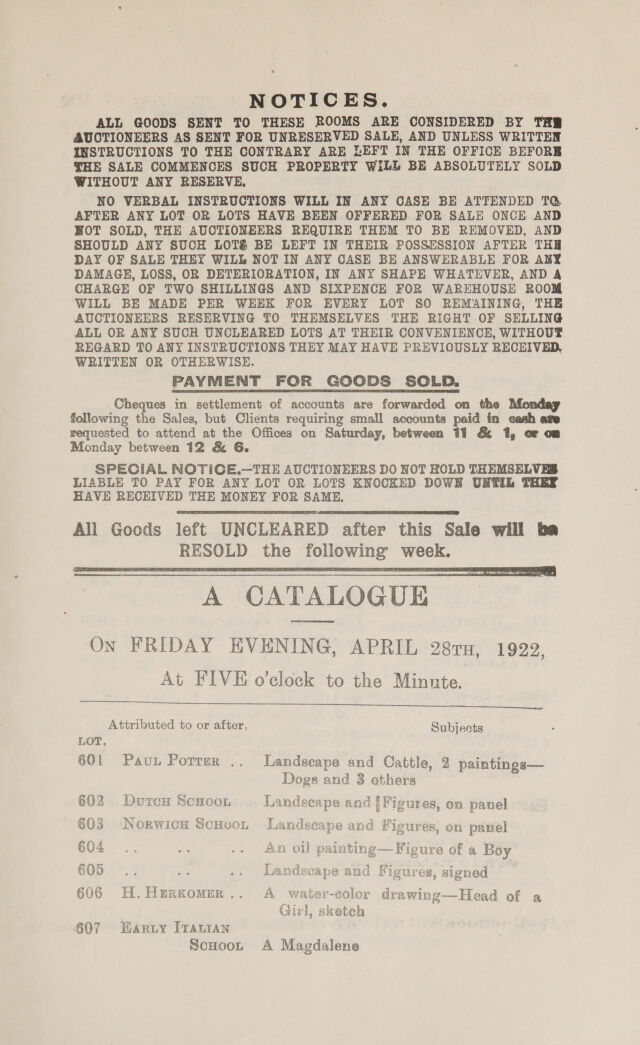 NOTICES.
ALL GOODS SENT TO THESE ROOMS ARE CONSIDERED BY THE
AUCTIONEERS AS SENT FOR UNRESERVED SALE, AND UNLESS WRITTEN
INSTRUCTIONS TO THE CONTRARY ARE LEFT IN THE OFFICE BEFORE
THE SALE COMMENCES SUCH PROPERTY WILL BE ABSOLUTELY SOLD
WITHOUT ANY RESERVE.
NO VERBAL INSTRUCTIONS WILL IN ANY CASE BE ATTENDED TO.
AFTER ANY LOT OR LOTS HAVE BEEN OFFERED FOR SALE ONCE AND
NOT SOLD, THE AUCTIONEERS REQUIRE THEM TO BE REMOVED, AND
SHOULD ANY SUCH LOTS BE LEFT IN THEIR POSSESSION AFTER THE
DAY OF SALE THEY WILL NOT IN ANY CASE BE ANSWERABLE FOR ANY
DAMAGE, LOSS, OR DETERIORATION, IN ANY SHAPE WHATEVER, AND A
CHARGE OF TWO SHILLINGS AND SIXPENCE FOR WAREHOUSE ROOM
WILL BE MADE PER WEEK FOR EVERY LOT SO REMAINING, THE
AUCTIONEERS RESERVING TO THEMSELVES THE RIGHT OF SELLING
ALL OR ANY SUCH UNCLEARED LOTS AT THEIR CONVENIENCE, WITHOUT
REGARD TO ANY INSTRUCTIONS THEY MAY HAVE PREVIOUSLY RECEIVED,
WRITTEN OR OTHERWISE.
PAYMENT FOR GOODS SOLD.
Cheques in settlement of accounts are forwarded on the Monday
following the Sales, but Clients requiring small accounts paid in cash are
requested to attend at the Offices on Saturday, between 11 & 1, or on
Monday between 12 & 6.
SPECIAL NOTICE.—THE AUCTIONEERS DO NOT HOLD THEMSELVES
LIABLE TO PAY FOR ANY LOT OR LOTS KNOCKED DOWN UNTIL THEY
HAVE RECEIVED THE MONEY FOR SAME.
All Goods left UNCLEARED after this Sale will be
RESOLD the following week.
A CATALOGUE
ON FRIDAY EVENING, APRIL 28TH, 1922,
At FIVE o'clock to the Minute.
Attributed to or after. Subjects
LOT.
601 PAUL POTTER .. Landscape and Cattle, 2 paintings—
Dogs and 3 others
602 DUTCH SCHOOL Landscape and Figures, on panel
603 NORWICH SCHOOL Landscape and Figures, on panel
604 .. .. .. An oil painting—Figure of a Boy
605 .. .. .. Landscape and Figures, signed
606 H. HERKOMER .. A water-color drawing—Head of a
Girl, sketch
607 EARLY ITALIAN
SCHOOL A Magdalene